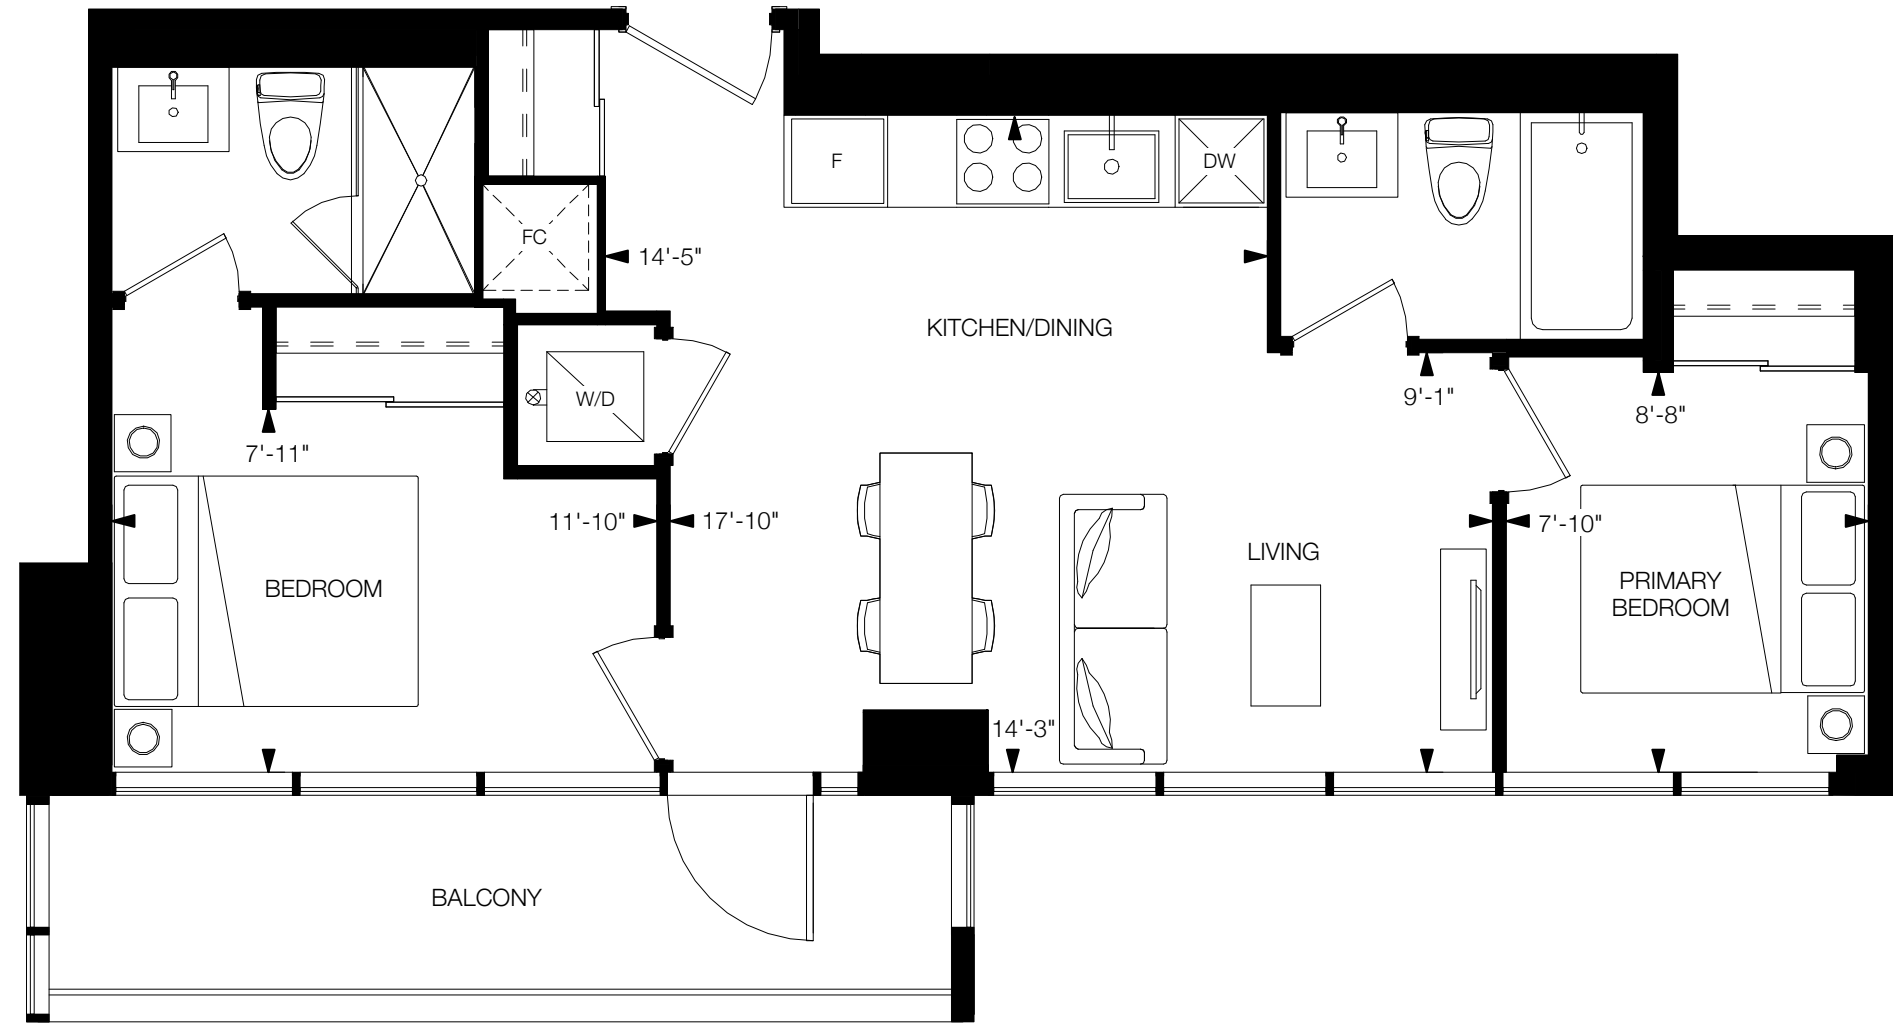 F
DW
FC
14'-5"
KITCHEN/DINING
W/D
9'-1"
8'-8"
7'-11"
11'-10"
17'-10"
7'-10"
LIVING
BEDROOM
PRIMARY
BEDROOM
14'-3"
BALCONY